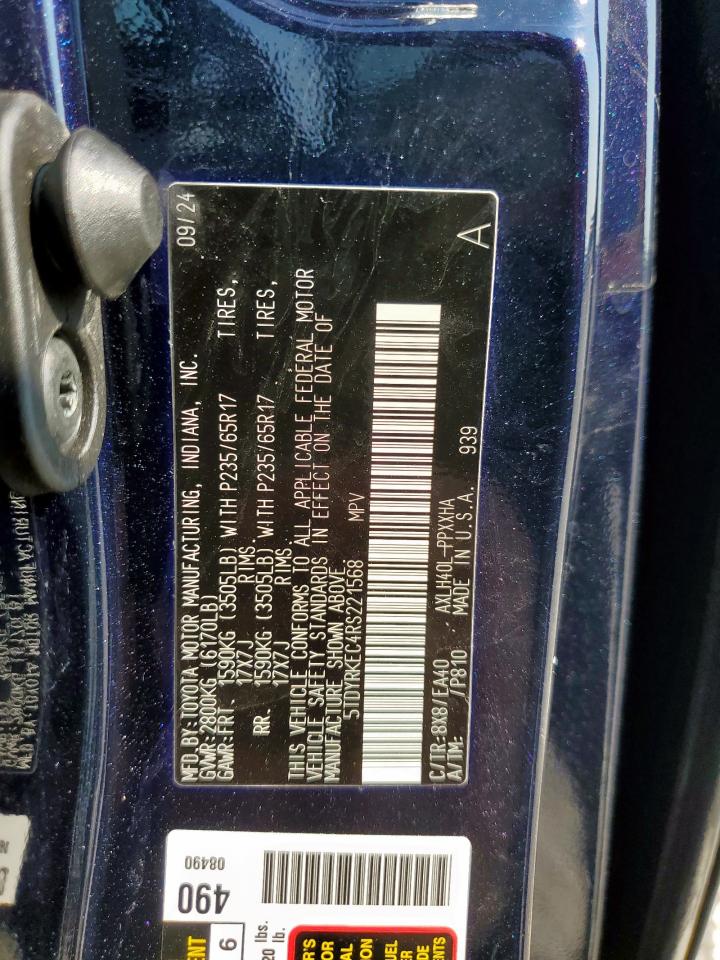 09/24
MFD.BY:TOYOTA MOTOR MANUFACTURING, INDIANA, INC.
GVWR:2800KG (6170LB)
GAWR:FRT. 1590KG (3505LB) WITH P235/65R17 TIRES,
17X7J RIMS
RR. 1590KG (3505LB) WITH P235/65R17 TIRES,
17X7J RIMS
THIS VEHICLE CONFORMS TO ALL APPLICABLE FEDERAL MOTOR
VEHICLE SAFETY STANDARDS IN EFFECT ON THE DATE OF
MANUFACTURE SHOWN ABOVE.
5TDYRKEC4RS221568 MPV
C/TR:8X8/EA40 AXLH40L-PPXXHA
A/TM: /P810 MADE IN U.S.A. 939
A
490
08490
6
lbs.
20 lb.